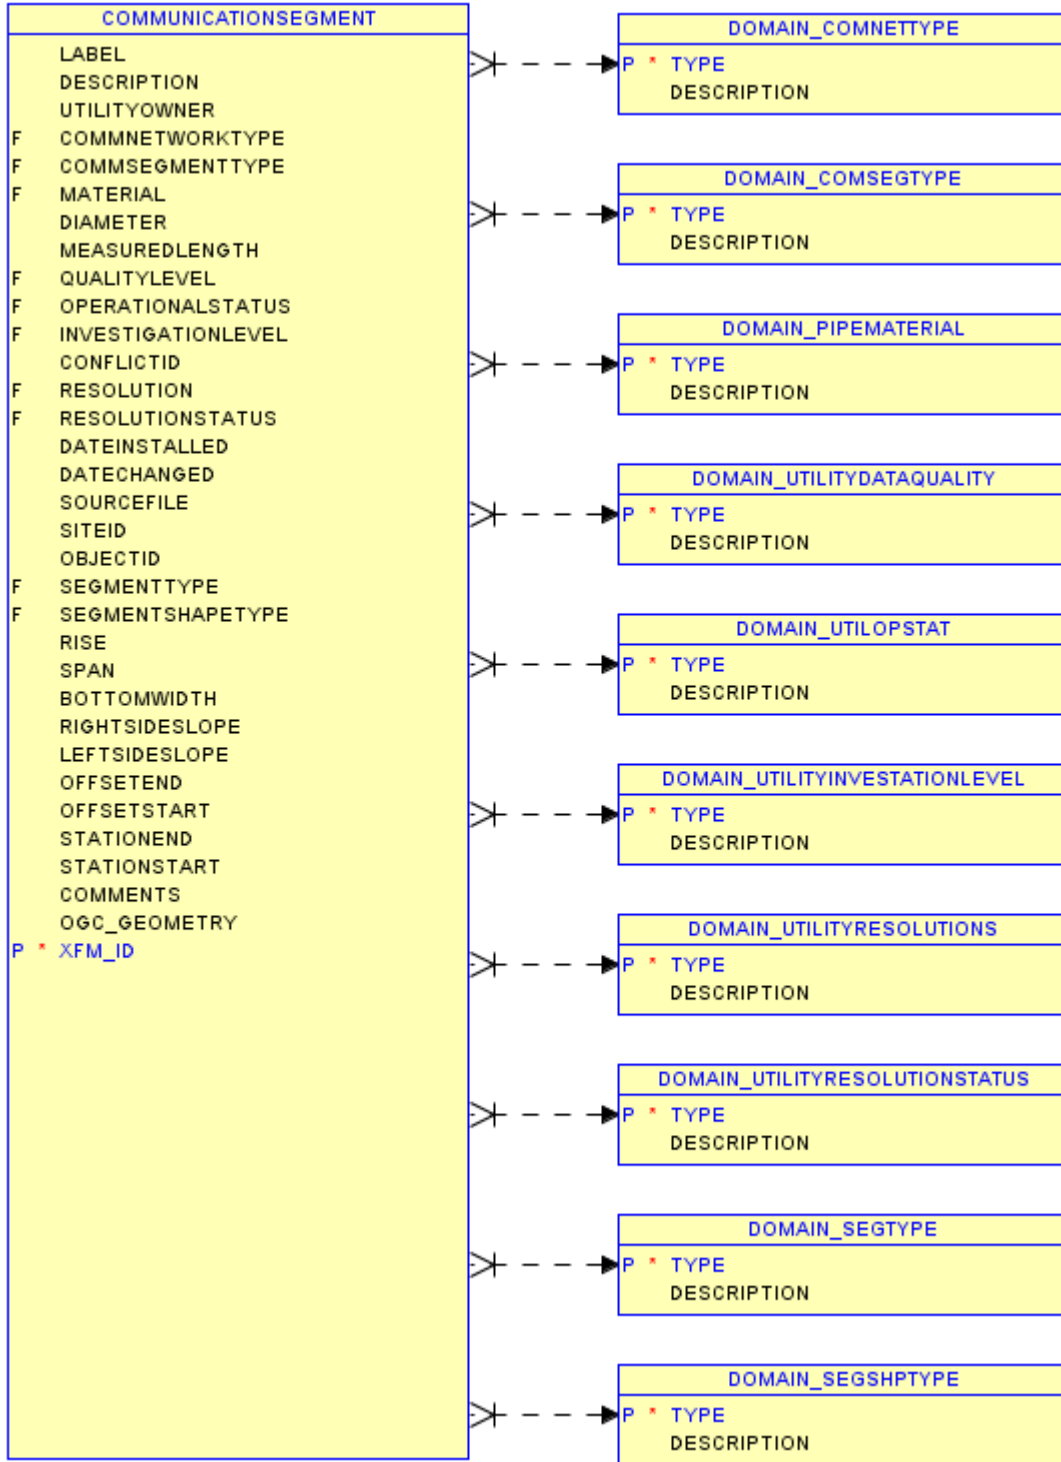 COMMUNICATIONSEGMENT
LABEL
DESCRIPTION
UTILITYOWNER
F COMMNETWORKTYPE
F COMMSEGMENTTYPE
F MATERIAL
DIAMETER
MEASUREDLENGTH
F QUALITYLEVEL
F OPERATIONALSTATUS
F INVESTIGATIONLEVEL
CONFLICTID
F RESOLUTION
F RESOLUTIONSTATUS
DATEINSTALLED
DATECHANGED
SOURCEFILE
SITEID
OBJECTID
F SEGMENTTYPE
F SEGMENTSHAPETYPE
RISE
SPAN
BOTTOMWIDTH
RIGHTSIDESLOPE
LEFTSIDESLOPE
OFFSETEND
OFFSETSTART
STATIONEND
STATIONSTART
COMMENTS
OGC_GEOMETRY
P * XFM_ID
DOMAIN_COMNETTYPE
P * TYPE
DESCRIPTION
DOMAIN_COMSEGTYPE
P * TYPE
DESCRIPTION
DOMAIN_PIPEMATERIAL
P * TYPE
DESCRIPTION
DOMAIN_UTILITYDATAQUALITY
P * TYPE
DESCRIPTION
DOMAIN_UTILOPSTAT
P * TYPE
DESCRIPTION
DOMAIN_UTILITYINVESTATIONLEVEL
P * TYPE
DESCRIPTION
DOMAIN_UTILITYRESOLUTIONS
P * TYPE
DESCRIPTION
DOMAIN_UTILITYRESOLUTIONSTATUS
P * TYPE
DESCRIPTION
DOMAIN_SEGTYPE
P * TYPE
DESCRIPTION
DOMAIN_SEGSHPTYPE
P * TYPE
DESCRIPTION